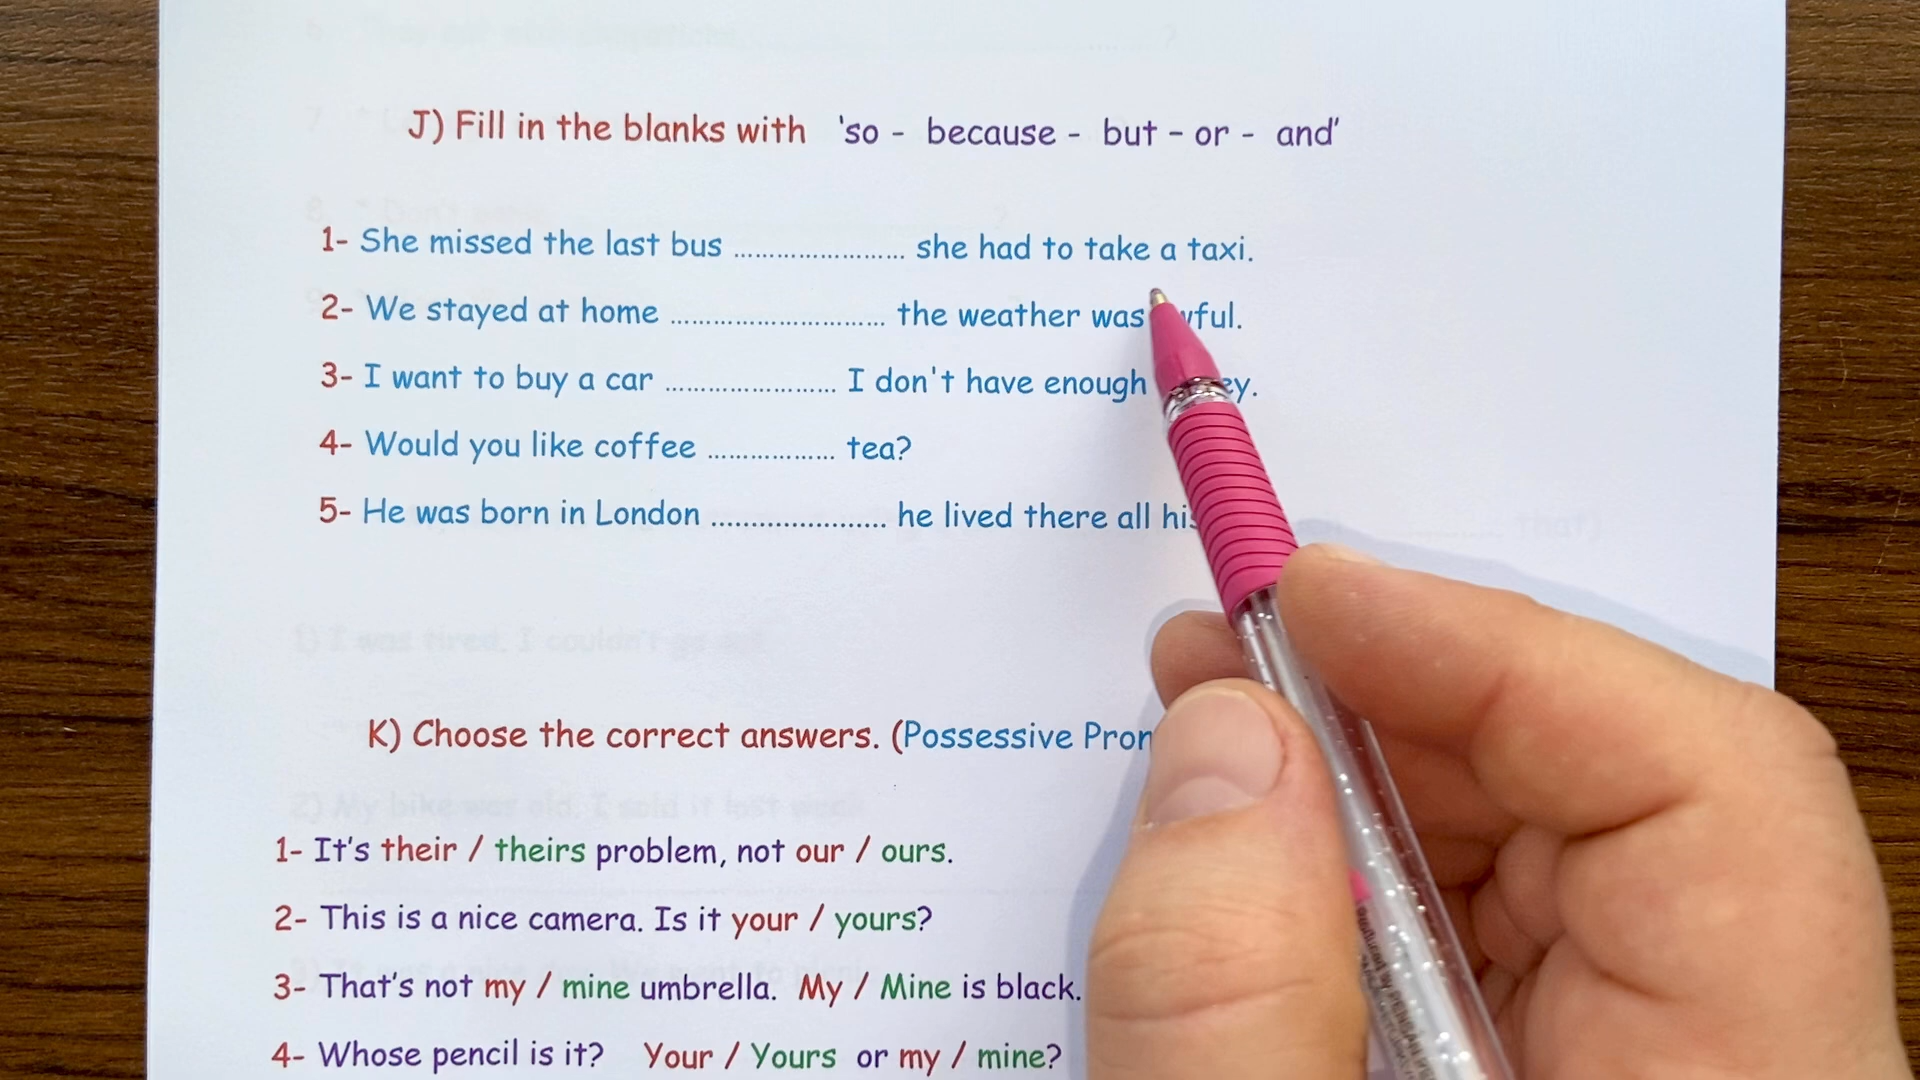 J) Fill in the blanks with 'so - because - but - or - and'
1- She missed the last bus ........................ she had to take a taxi.
2- We stayed at home .............................. the weather was
3- I want to buy a car ........................ I don't have enough
4- Would you like coffee .................. tea?
5- He was born in London ...................... he lived there all his
K) Choose the correct answers. (Possessive
1- It's their / theirs problem, not our / ours.
2- This is a nice camera. Is it your / yours?
3- That's not my / mine umbrella. My / Mine is black.
4- Whose pencil is it? Your / Yours or my / mine?